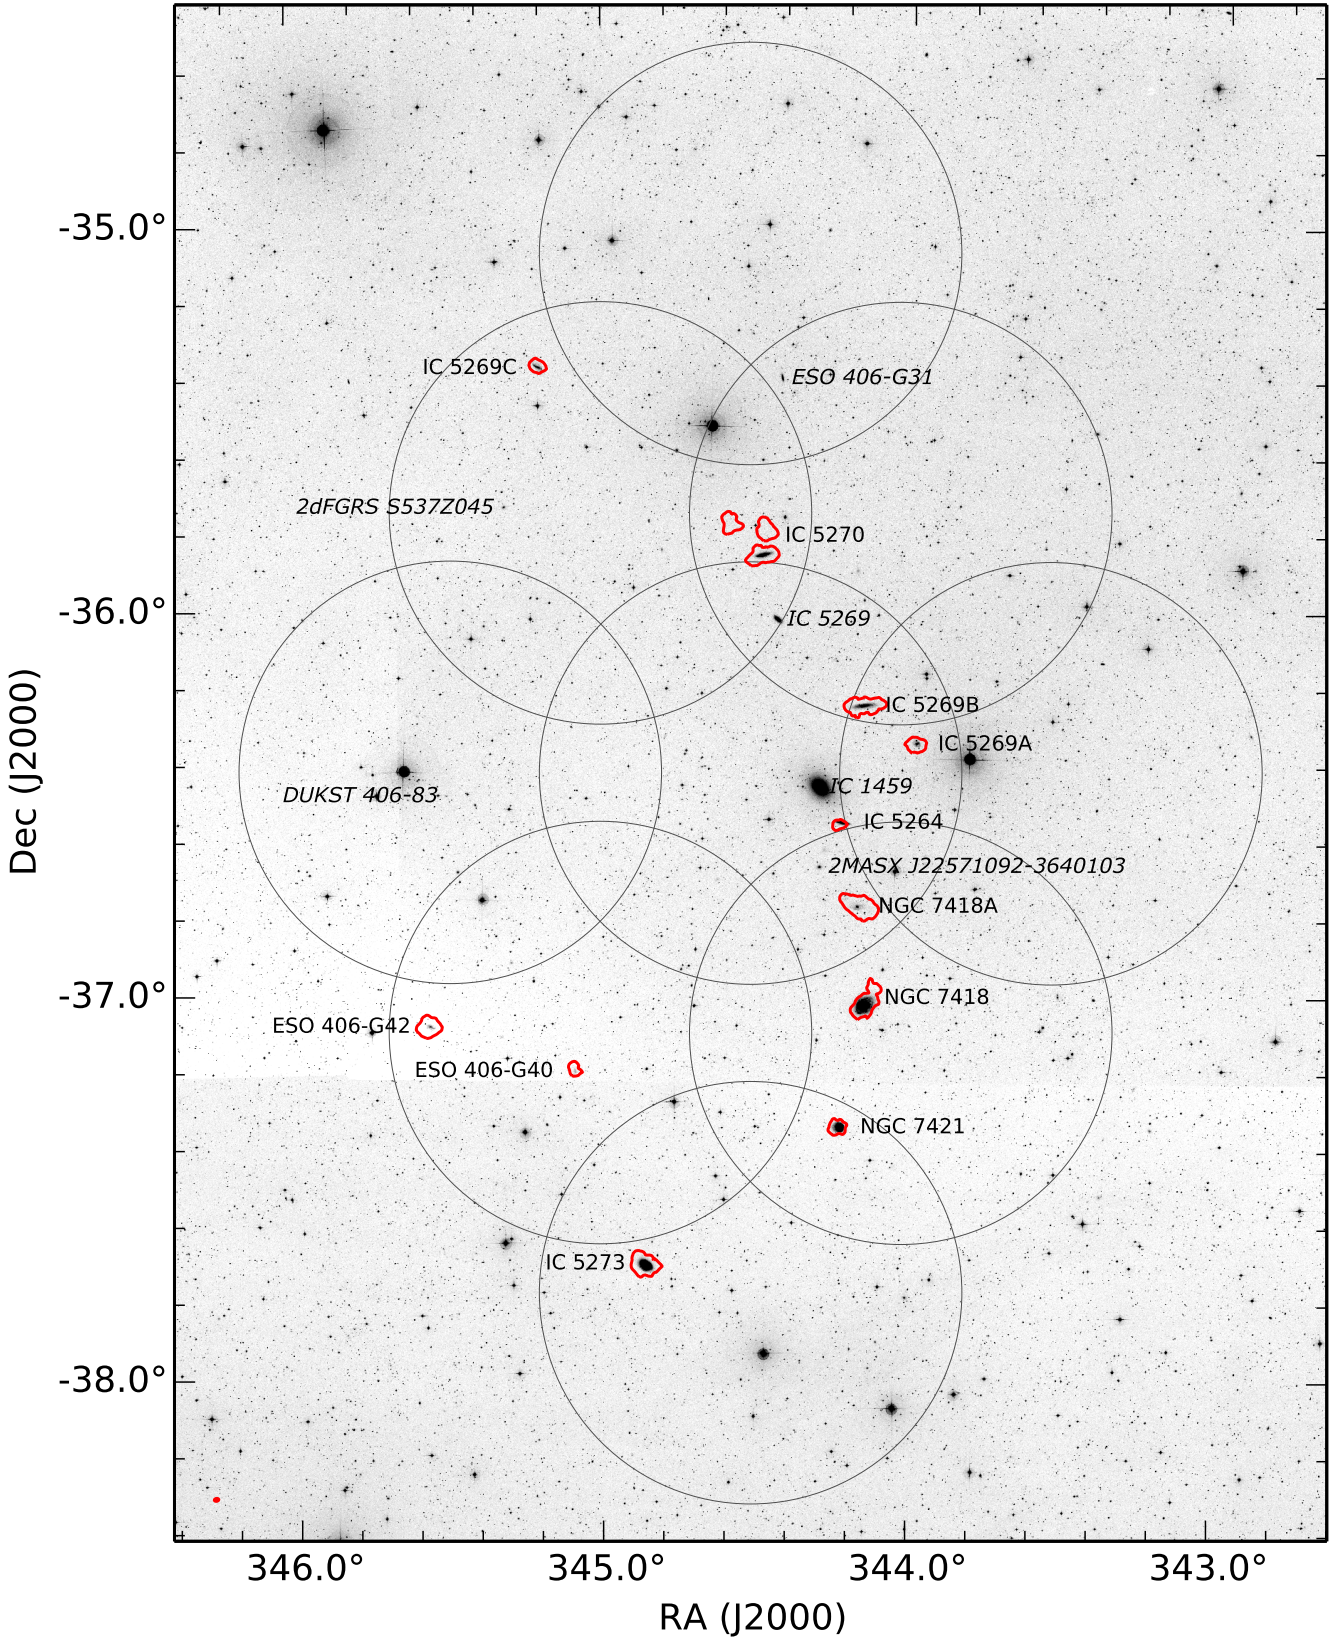 -35.0°
IC 5269C
ESO 406-G31
2dFGRS S537Z045
IC 5270
-36.0°
IC 5269
IC 5269B
IC 5269A
Dec (J2000)
IC 1459
DUKST 406-83
IC 5264
2MASX J22571092-3640103
NGC 7418A
-37.0°
NGC 7418
ESO 406-G42
ESO 406-G40
NGC 7421
IC 5273
-38.0°
346.0° 345.0° 344.0° 343.0°
RA (J2000)